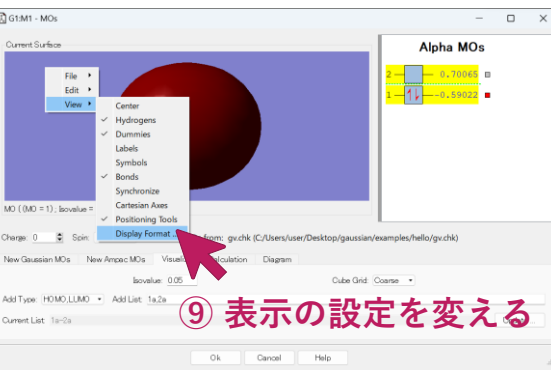 G1:M1 - MOs
Current Surface
Alpha MOs
File
Edit
View
Center
Hydrogens
Dummies
Labels
Symbols
Bonds
Synchronize
Cartesian Axes
Positioning Tools
Display Format...
2 0.70065
1 -0.59022
MO { (MO = 1) ; Isovalue =
Charge: 0 Spin: from: gv.chk (C:/Users/user/Desktop/gaussian/examples/hello/gv.chk)
New Gaussian MOs New Ampac MOs Visualize Calculation Diagram
Isovalue: 0.05 Cube Grid: Coarse
Add Type: HOMO,LUMO Add List: 1a,2a
Current List: 1a-2a
⑨ 表示の設定を変える
Ok Cancel Help